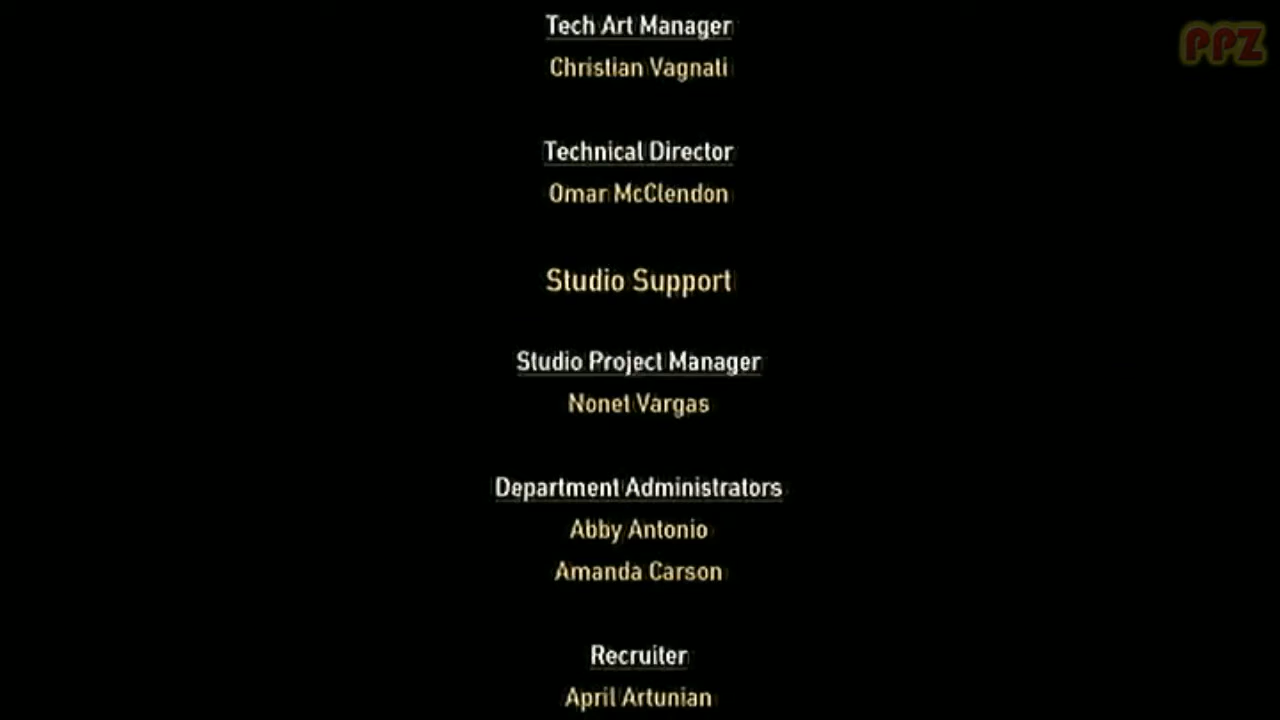 Tech Art Manager
Christian Vagnati
PPZ
Technical Director
Omar McClendon
Studio Support
Studio Project Manager
Nonet Vargas
Department Administrators
Abby Antonio
Amanda Carson
Recruiter
April Artunian